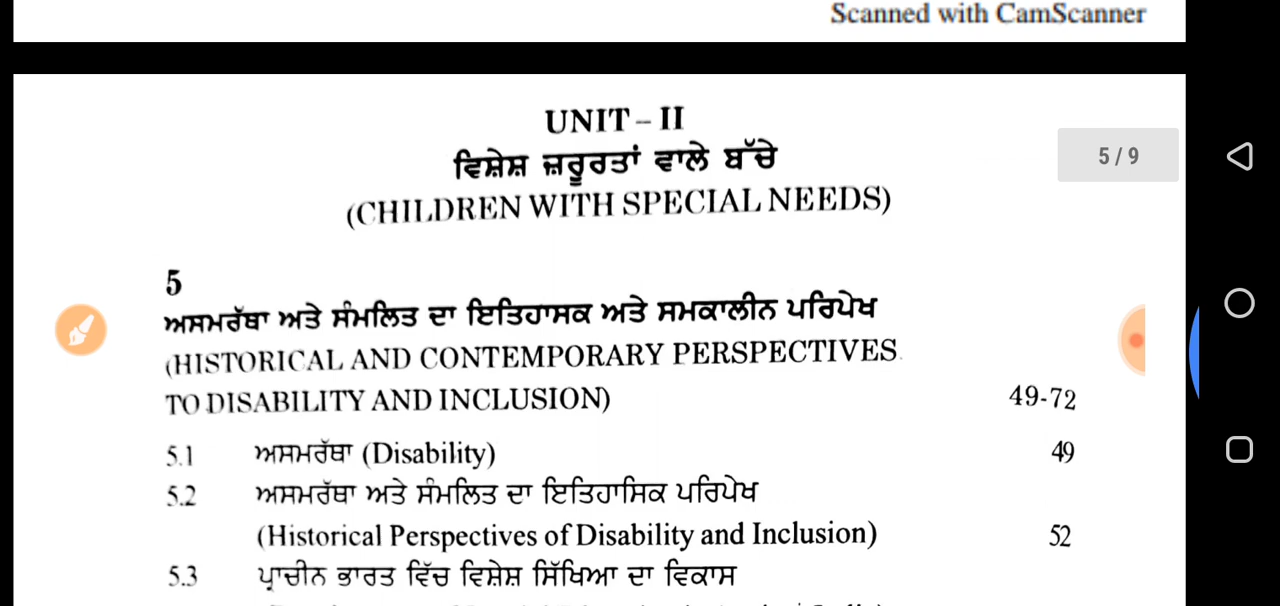 Scanned with CamScanner
UNIT – II
ਵਿਸ਼ੇਸ਼ ਜ਼ਰੂਰਤਾਂ ਵਾਲੇ ਬੱਚੇ
(CHILDREN WITH SPECIAL NEEDS)
5/9
5
ਅਸਮਰੱਥਾ ਅਤੇ ਸੰਮਲਿਤ ਦਾ ਇਤਿਹਾਸਕ ਅਤੇ ਸਮਕਾਲੀਨ ਪਰਿਪੇਖ
(HISTORICAL AND CONTEMPORARY PERSPECTIVES
TO DISABILITY AND INCLUSION) 49-72
5.1 ਅਸਮਰੱਥਾ (Disability) 49
5.2 ਅਸਮਰੱਥਾ ਅਤੇ ਸੰਮਲਿਤ ਦਾ ਇਤਿਹਾਸਿਕ ਪਰਿਪੇਖ
(Historical Perspectives of Disability and Inclusion) 52
5.3 ਪ੍ਰਾਚੀਨ ਭਾਰਤ ਵਿੱਚ ਵਿਸ਼ੇਸ਼ ਸਿੱਖਿਆ ਦਾ ਵਿਕਾਸ